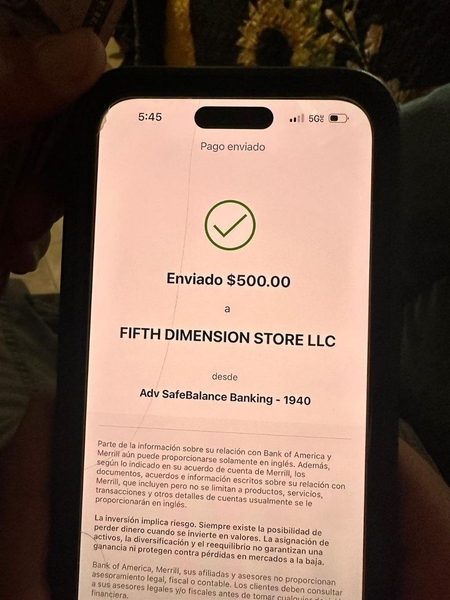 5:45
5G
Pago enviado
Enviado $500.00
a
FIFTH DIMENSION STORE LLC
desde
Adv SafeBalance Banking - 1940
Parte de la información sobre su relación con Bank of America y
Merrill aún puede proporcionarse solamente en inglés. Además,
según lo indicado en su acuerdo de cuenta de Merrill, los
documentos, acuerdos e información escritos sobre su relación con
Merrill, que incluyen pero no se limitan a productos, servicios,
transacciones y otros detalles de cuentas usualmente se le
proporcionarán en inglés.
La inversión implica riesgo. Siempre existe la posibilidad de
perder dinero cuando se invierte en valores. La asignación de
activos, la diversificación y el reequilibrio no garantizan una
ganancia ni protegen contra pérdidas en mercados a la baja.
Bank of America, Merrill, sus afiliadas y asesores no proporcionan
asesoramiento legal, fiscal o contable. Los clientes deben consultar
a sus asesores legales y/o fiscales antes de tomar cualquier
financiera.